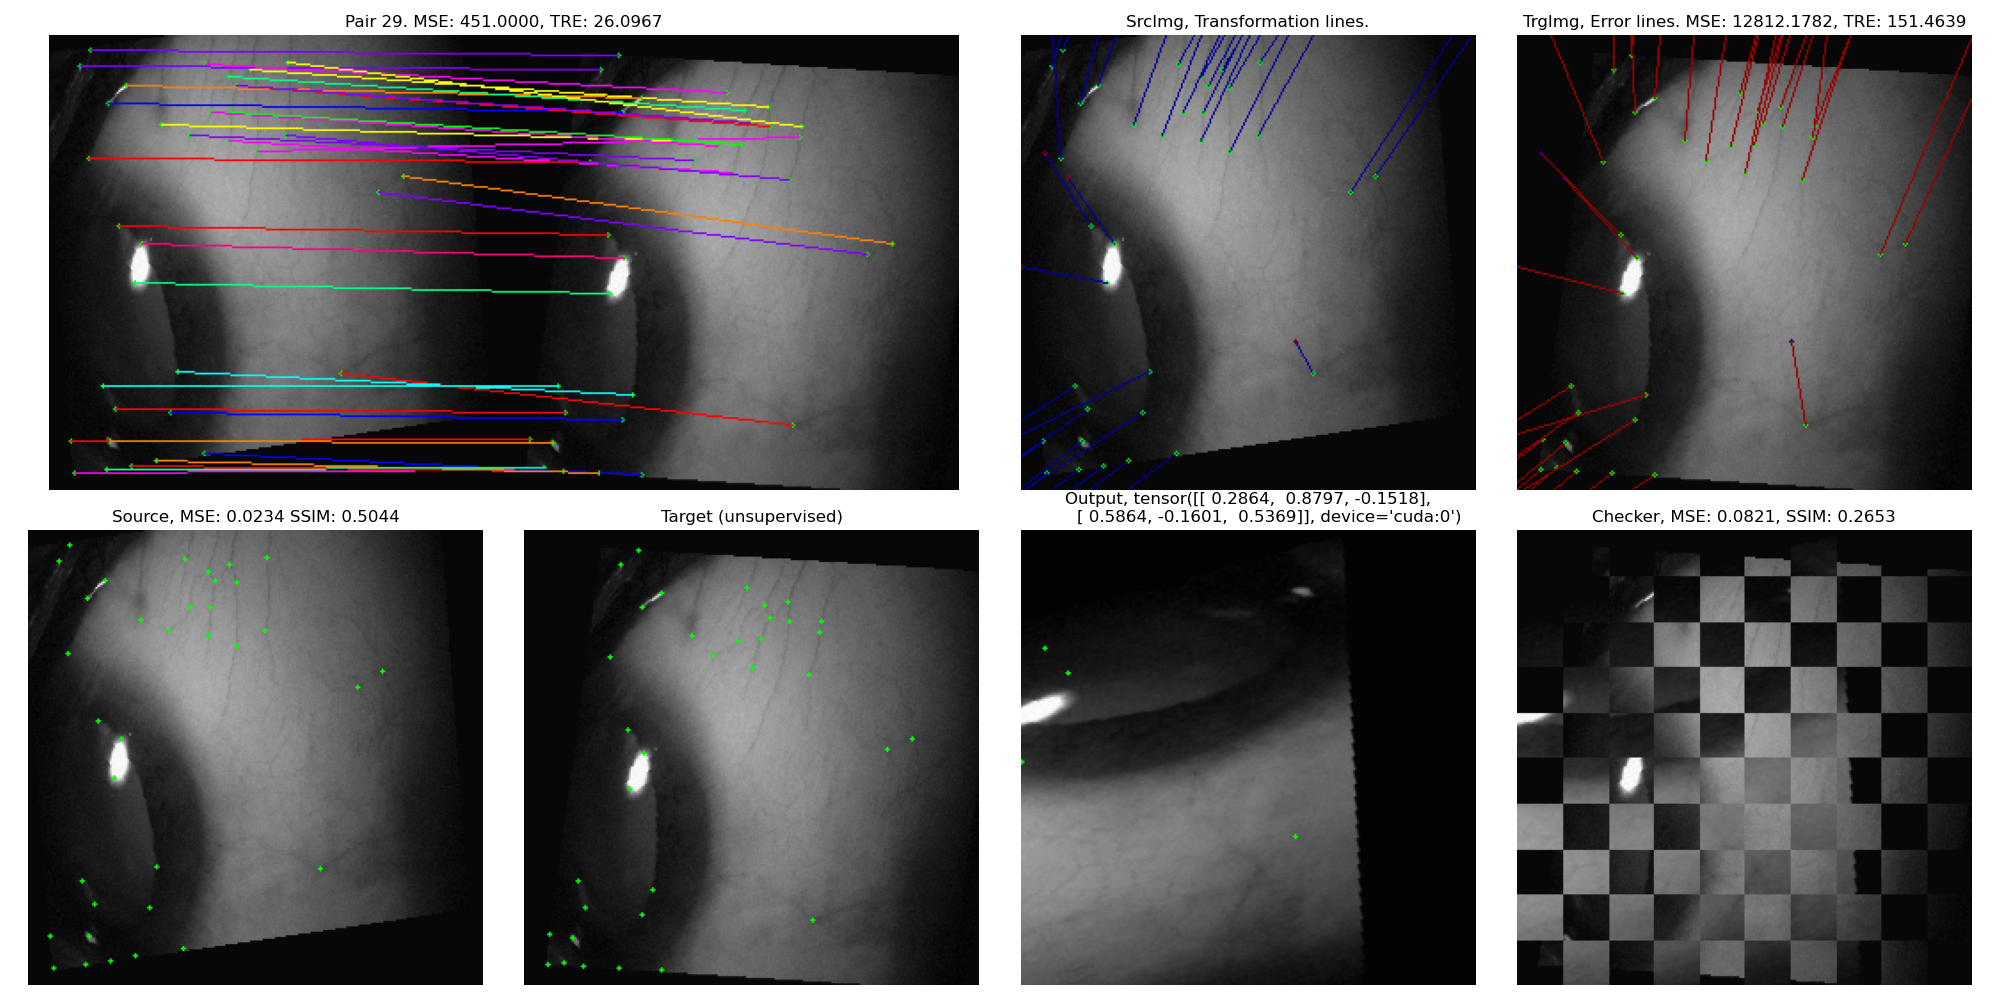 Pair 29. MSE: 451.0000, TRE: 26.0967
SrcImg, Transformation lines.
TrgImg, Error lines. MSE: 12812.1782, TRE: 151.4639
Source, MSE: 0.0234 SSIM: 0.5044
Target (unsupervised)
Output, tensor([[ 0.2864,  0.8797, -0.1518],
[ 0.5864, -0.1601,  0.5369]], device='cuda:0')
Checker, MSE: 0.0821, SSIM: 0.2653